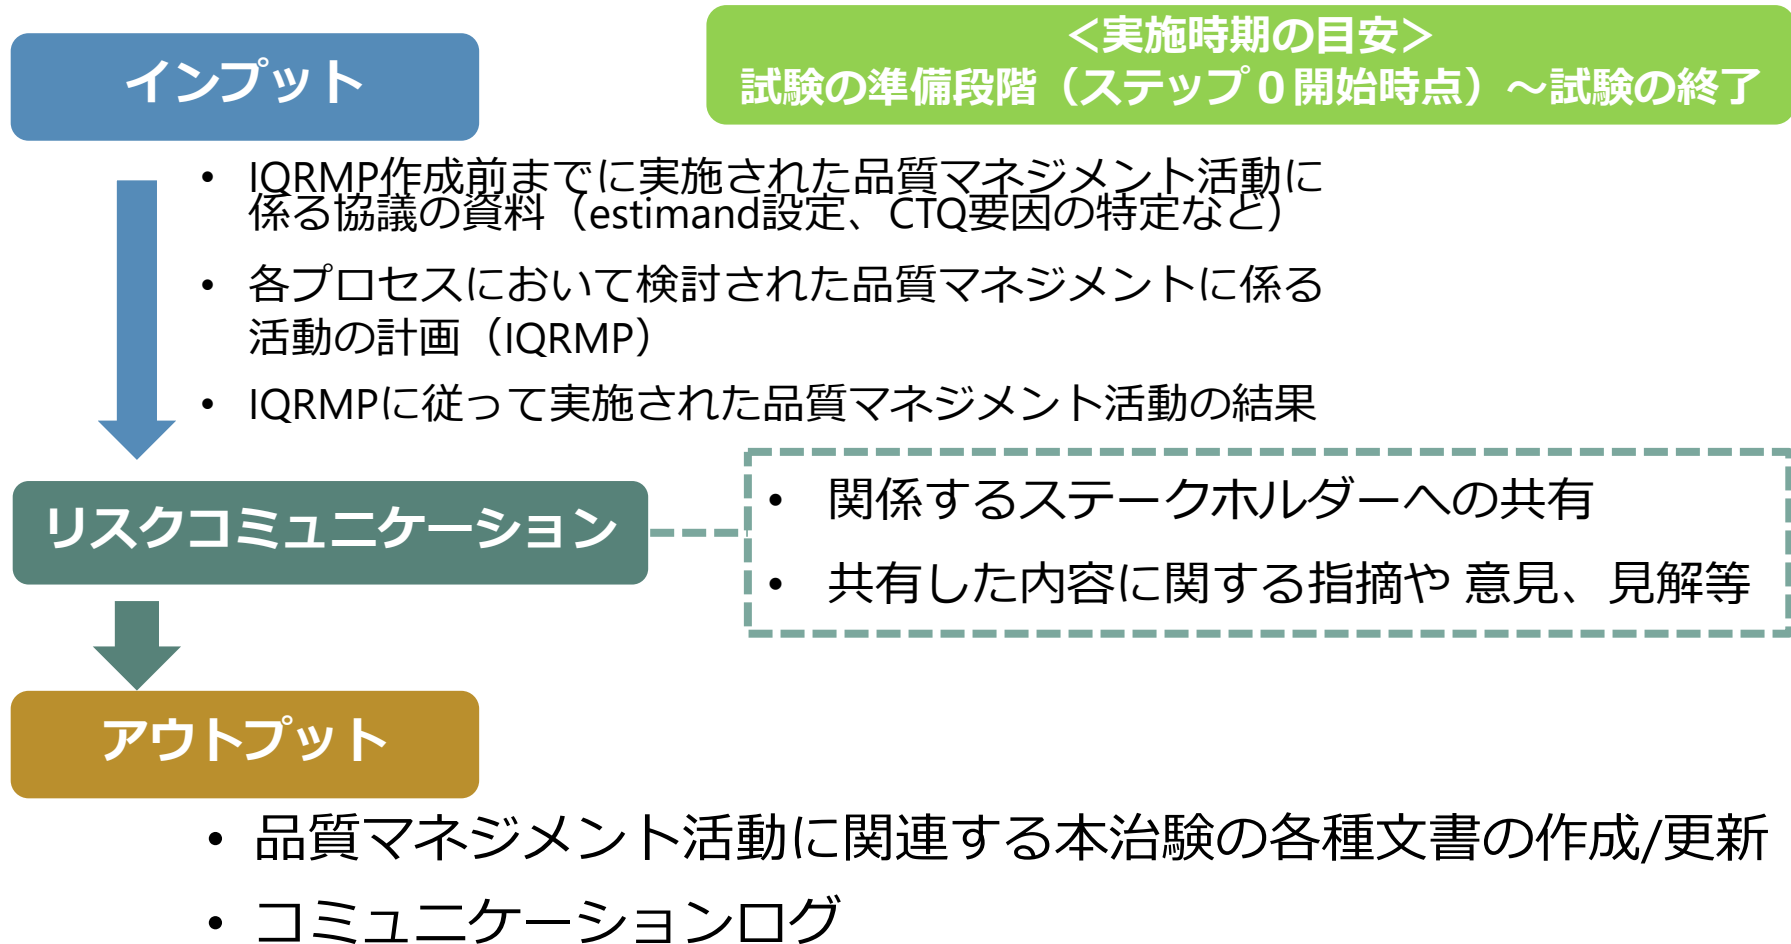 インプット
＜実施時期の目安＞
試験の準備段階（ステップ０開始時点）～試験の終了
• IQRMP作成前までに実施された品質マネジメント活動に
係る協議の資料（estimand設定、CTQ要因の特定など）
• 各プロセスにおいて検討された品質マネジメントに係る
活動の計画（IQRMP）
• IQRMPに従って実施された品質マネジメント活動の結果
リスクコミュニケーション
• 関係するステークホルダーへの共有
• 共有した内容に関する指摘や 意見、見解等
アウトプット
• 品質マネジメント活動に関連する本治験の各種文書の作成/更新
• コミュニケーションログ